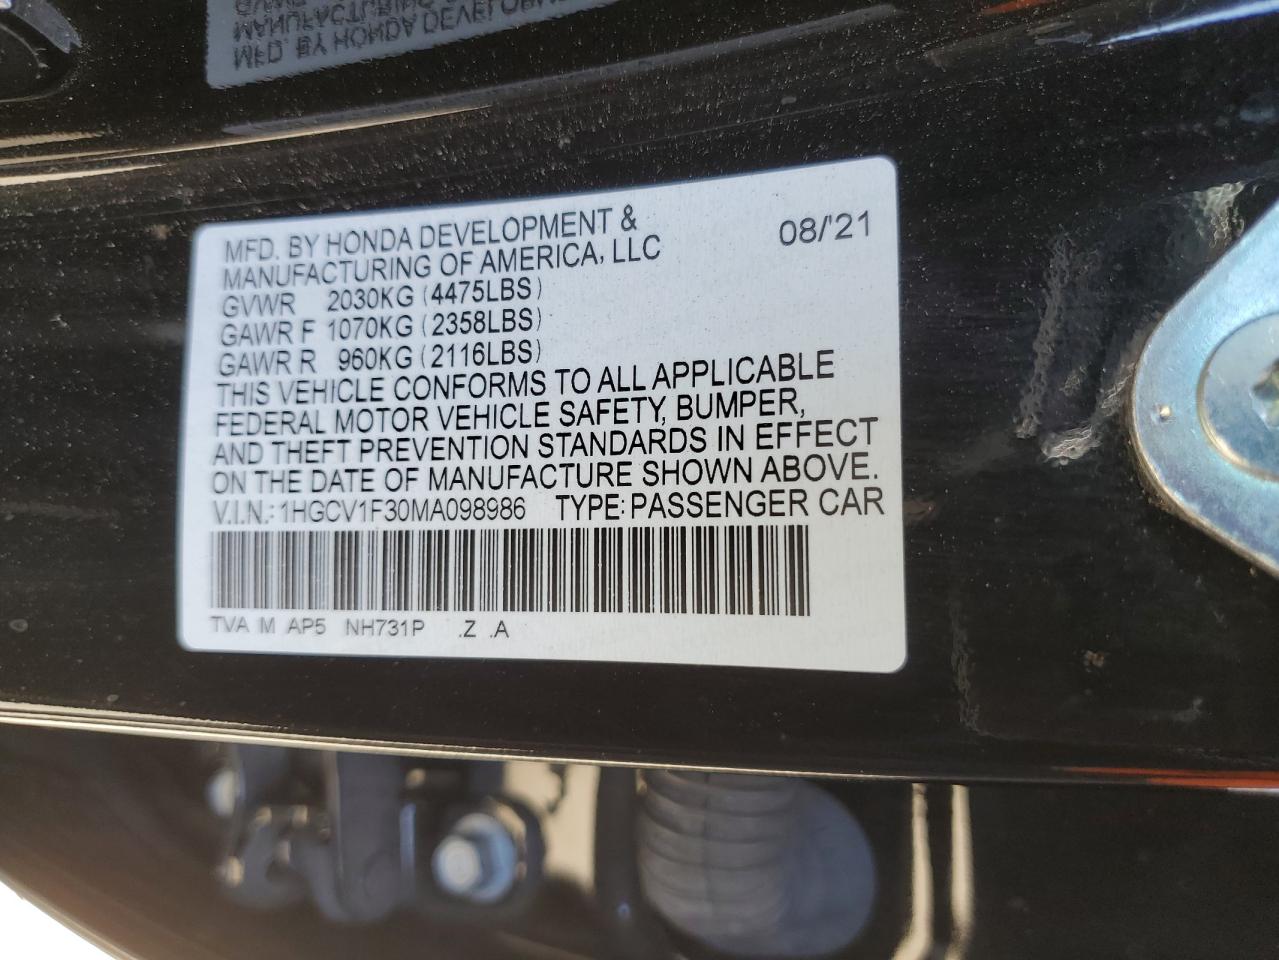 MFD. BY HONDA DEVELOPMENT &
MANUFACTURING OF AMERICA, LLC
08/'21
GVWR 2030KG (4475LBS)
GAWR F 1070KG (2358LBS)
GAWR R 960KG (2116LBS)
THIS VEHICLE CONFORMS TO ALL APPLICABLE
FEDERAL MOTOR VEHICLE SAFETY, BUMPER,
AND THEFT PREVENTION STANDARDS IN EFFECT
ON THE DATE OF MANUFACTURE SHOWN ABOVE.
V.I.N.: 1HGCV1F30MA098986 TYPE: PASSENGER CAR
TVA M AP5 NH731P .Z .A